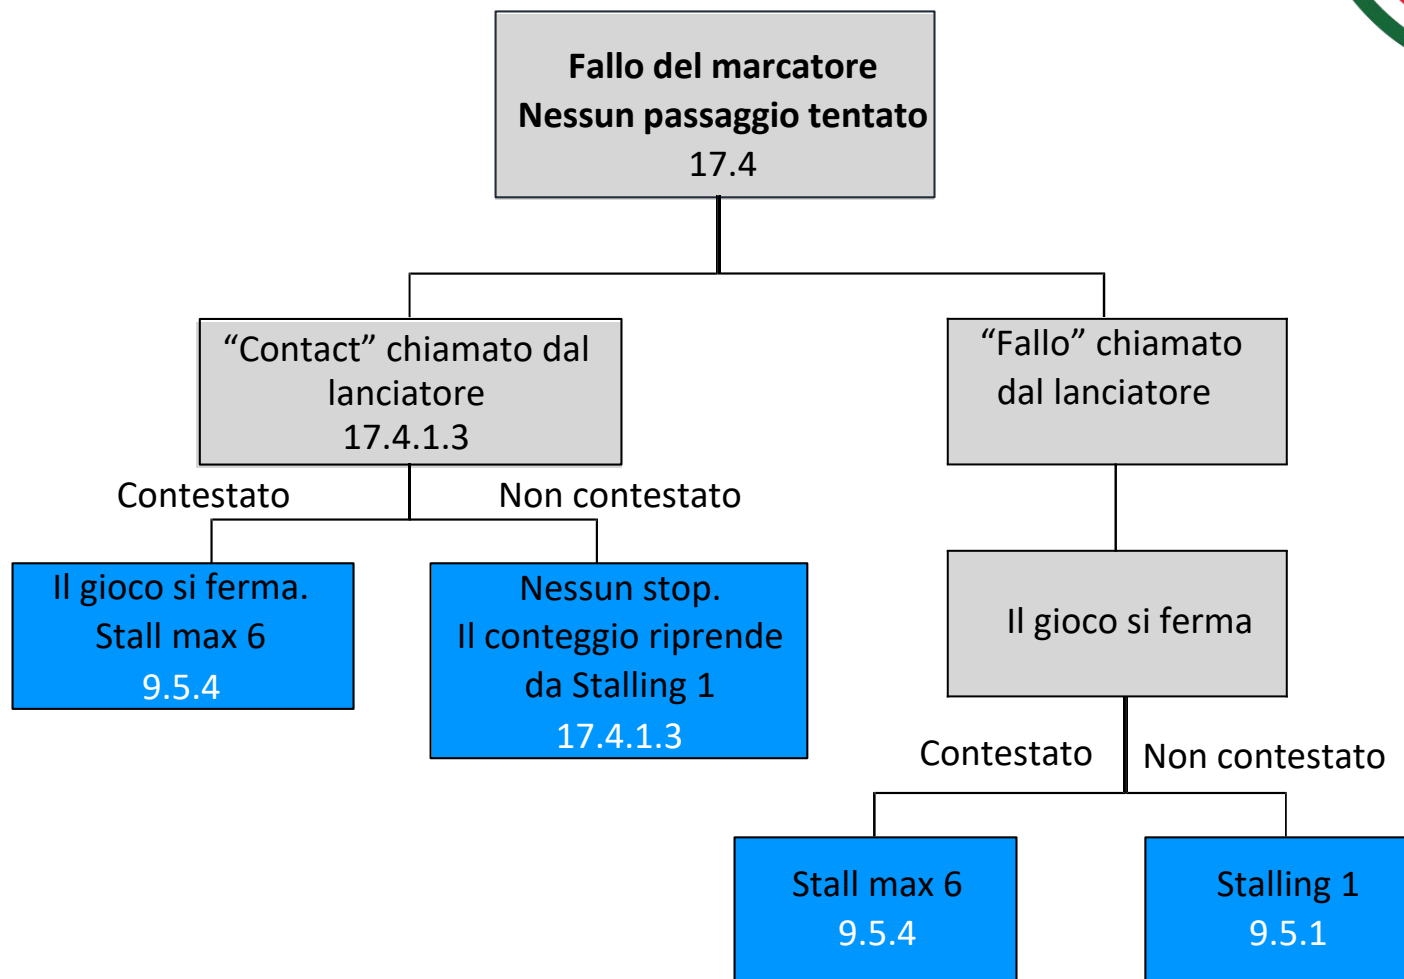 Fallo del marcatore
Nessun passaggio tentato
17.4
“Contact” chiamato dal
lanciatore
17.4.1.3
“Fallo” chiamato
dal lanciatore
Contestato
Non contestato
Il gioco si ferma.
Stall max 6
9.5.4
Nessun stop.
Il conteggio riprende
da Stalling 1
17.4.1.3
Il gioco si ferma
Contestato
Non contestato
Stall max 6
9.5.4
Stalling 1
9.5.1